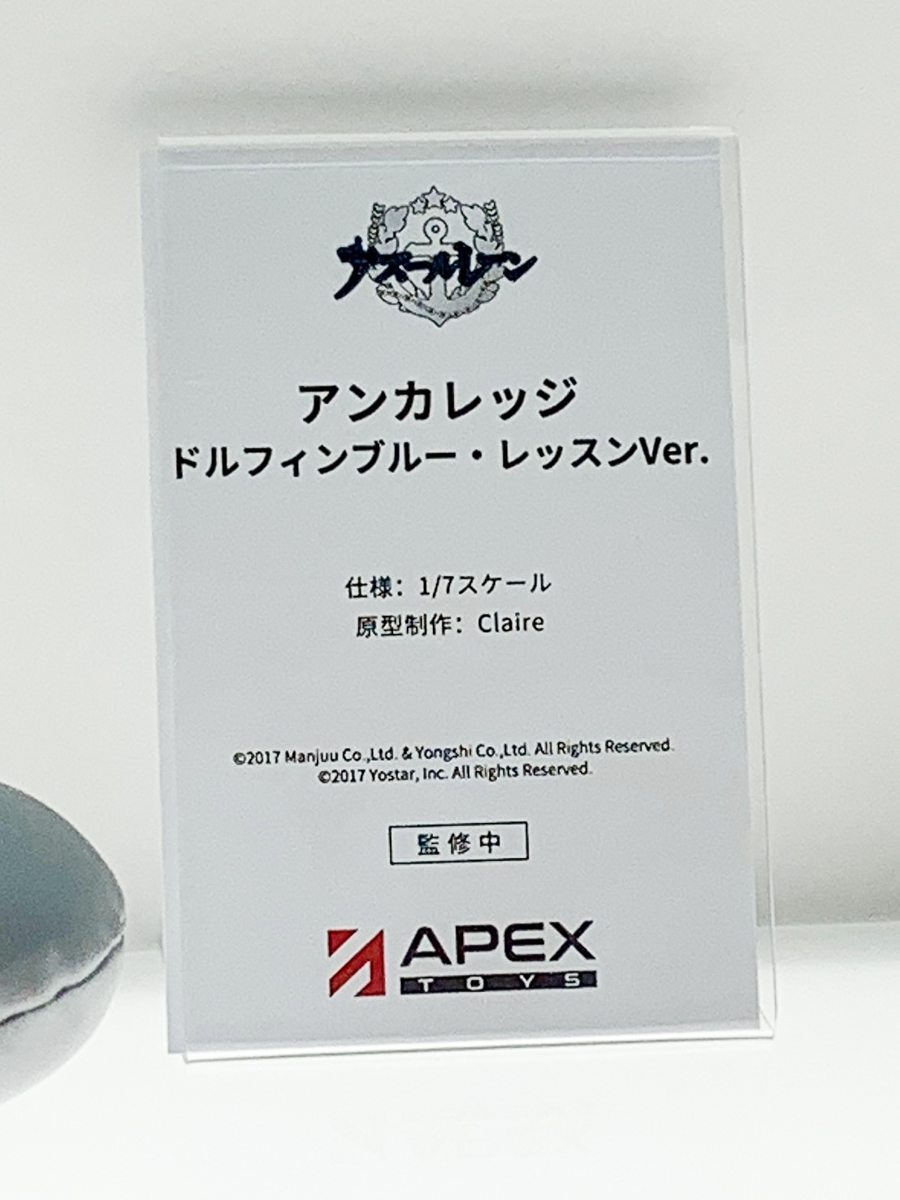 アズールレーン
アンカレッジ
ドルフィンブルー・レッスンVer.
仕様：1/7スケール
原型制作：Claire
©2017 Manjuu Co.,Ltd. & Yongshi Co.,Ltd. All Rights Reserved.
©2017 Yostar, Inc. All Rights Reserved.
監修中
APEX
TOYS